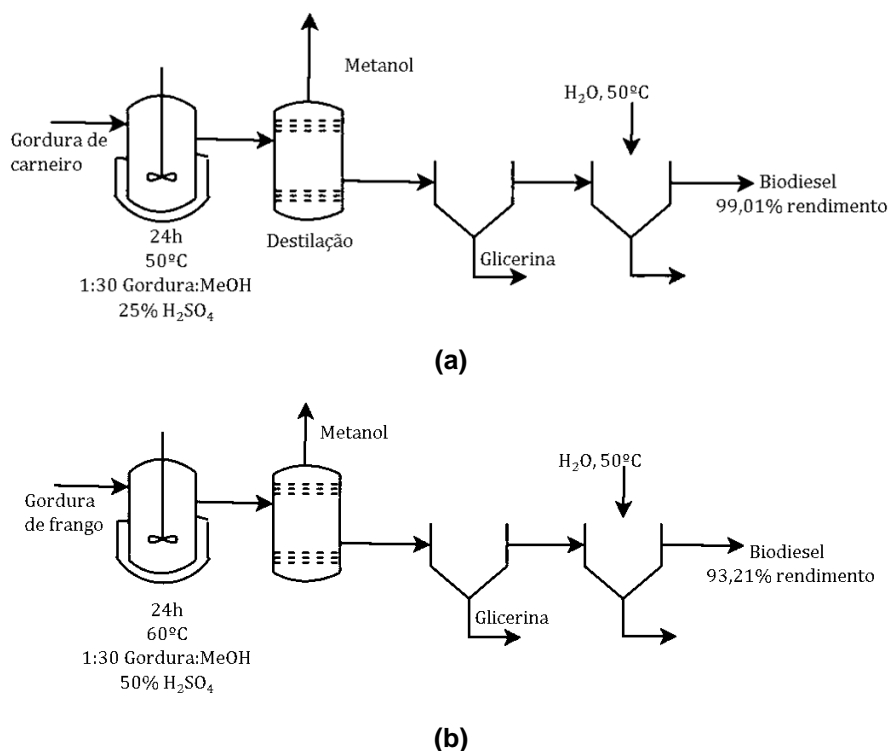 Metanol
H₂O, 50ºC
Gordura de
carneiro
Biodiesel
99,01% rendimento
24h
50ºC
1:30 Gordura:MeOH
25% H₂SO₄
Destilação
Glicerina
(a)
Metanol
H₂O, 50ºC
Gordura
de frango
Biodiesel
93,21% rendimento
24h
60ºC
1:30 Gordura:MeOH
50% H₂SO₄
Glicerina
(b)